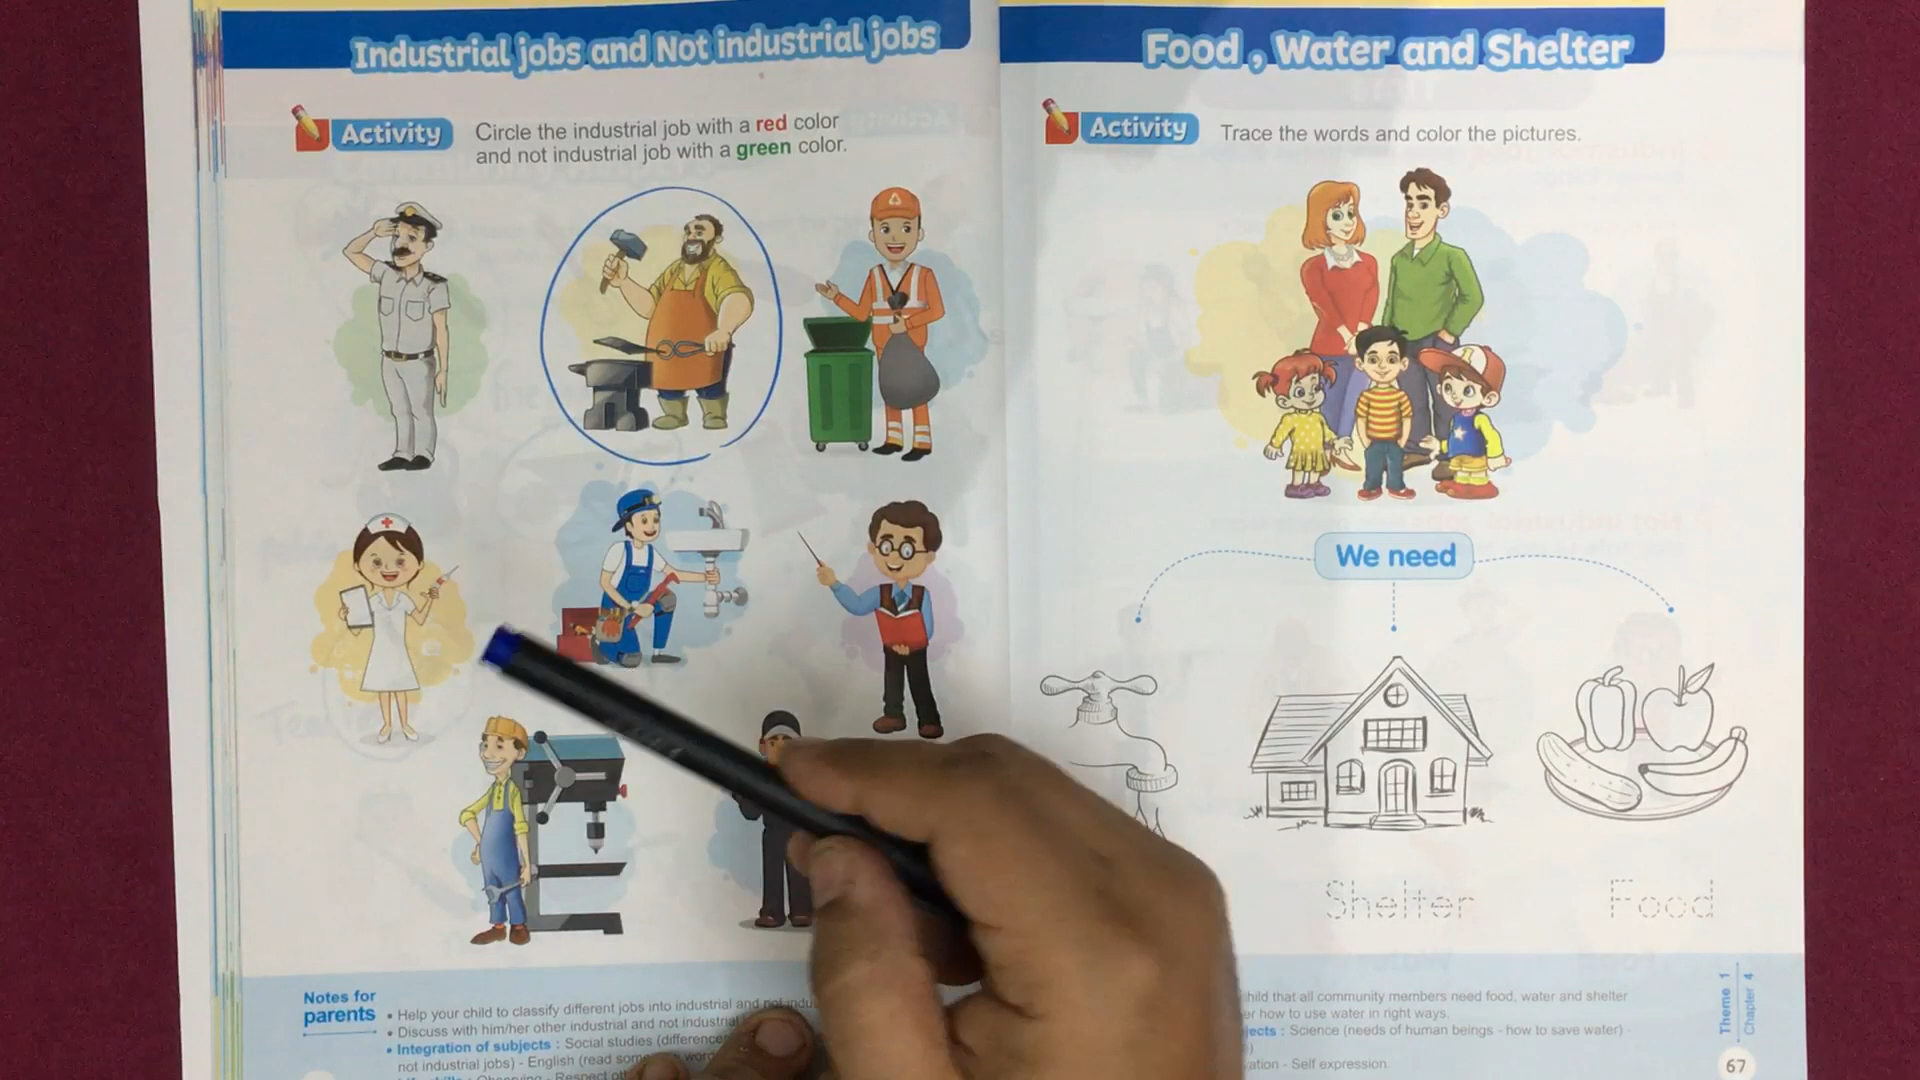 Industrial jobs and Not industrial jobs
Activity
Circle the industrial job with a red color
and not industrial job with a green color.
Notes for
parents
• Help your child to classify different jobs into industrial and not
• Discuss with him/her other industrial and not industrial
• Integration of subjects : Social studies
not industrial jobs) - English (read
Food, Water and Shelter
Activity
Trace the words and color the pictures.
We need
Shelter
Food
that all community members need food, water and shelter
how to use water in right ways.
: Science (needs of human beings - how to save water) -
- Self expression.
Theme 1
Chapter 4
67